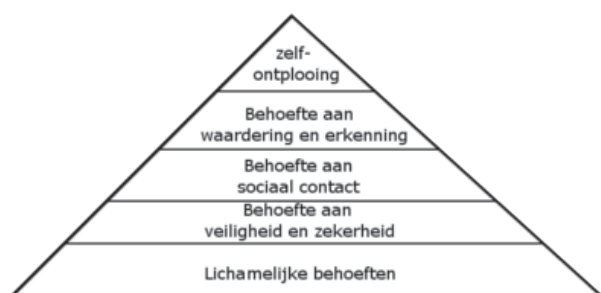 zelf-
ontplooing
Behoefte aan
waardering en erkenning
Behoefte aan
sociaal contact
Behoefte aan
veiligheid en zekerheid
Lichamelijke behoeften